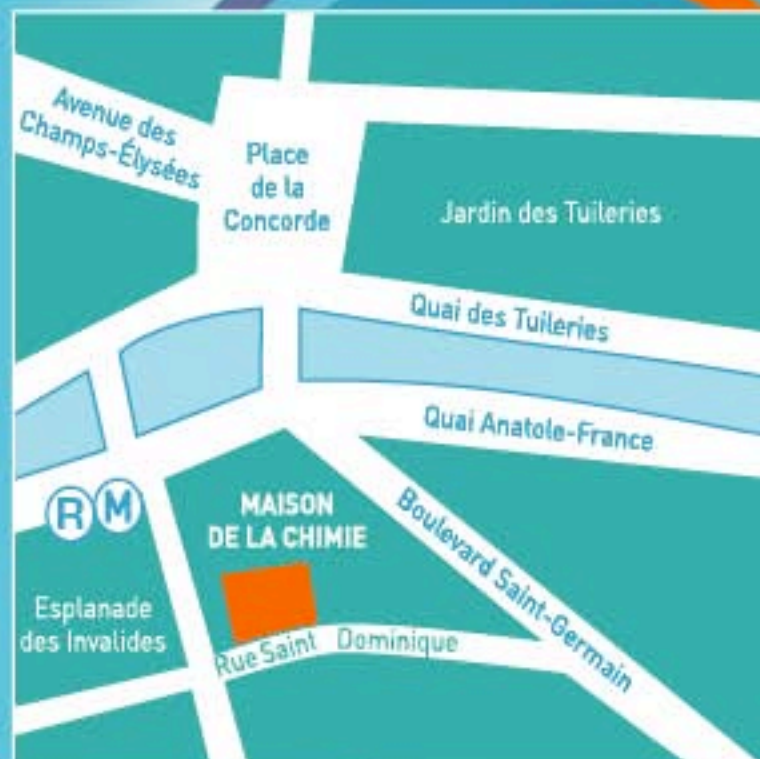 Avenue des
Champs-Élysées
Place
de la
Concorde
Jardin des Tuileries
Quai des Tuileries
Quai Anatole-France
R M
MAISON
DE LA CHIMIE
Boulevard Saint-Germain
Esplanade
des Invalides
Rue Saint Dominique